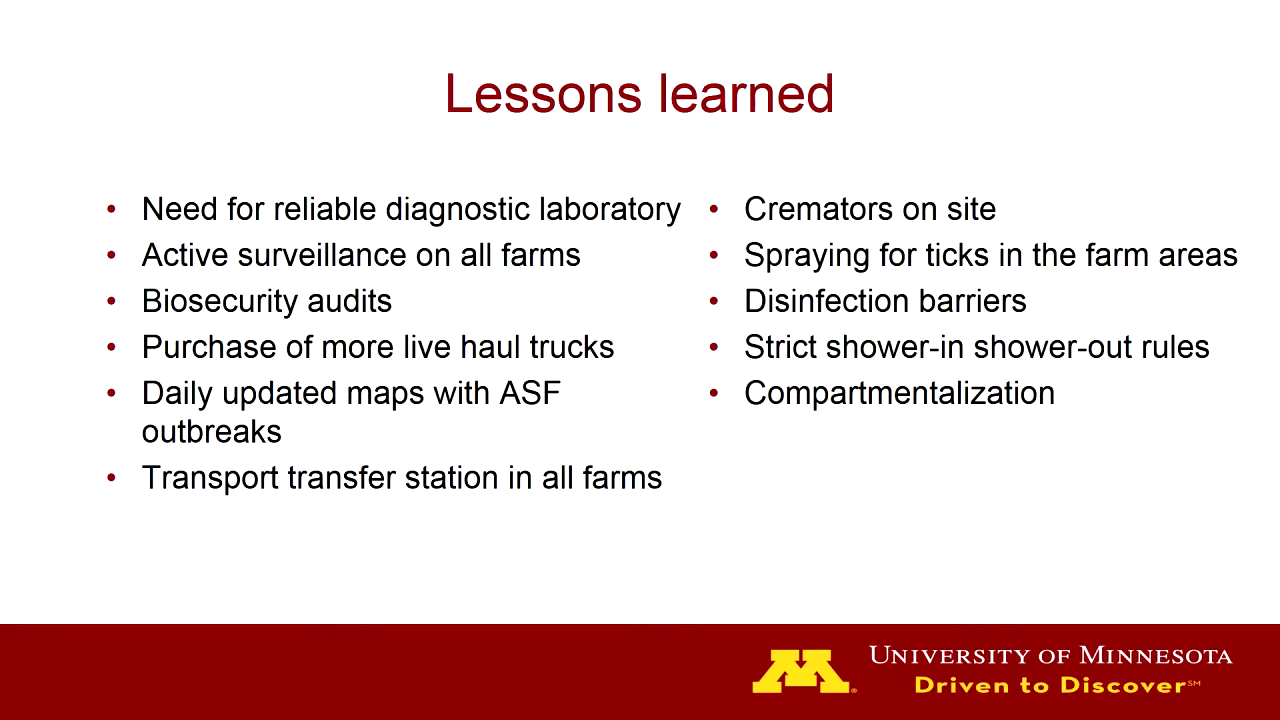 Lessons learned
• Need for reliable diagnostic laboratory
• Active surveillance on all farms
• Biosecurity audits
• Purchase of more live haul trucks
• Daily updated maps with ASF
outbreaks
• Transport transfer station in all farms
• Cremators on site
• Spraying for ticks in the farm areas
• Disinfection barriers
• Strict shower-in shower-out rules
• Compartmentalization
M®
UNIVERSITY OF MINNESOTA
Driven to Discover℠